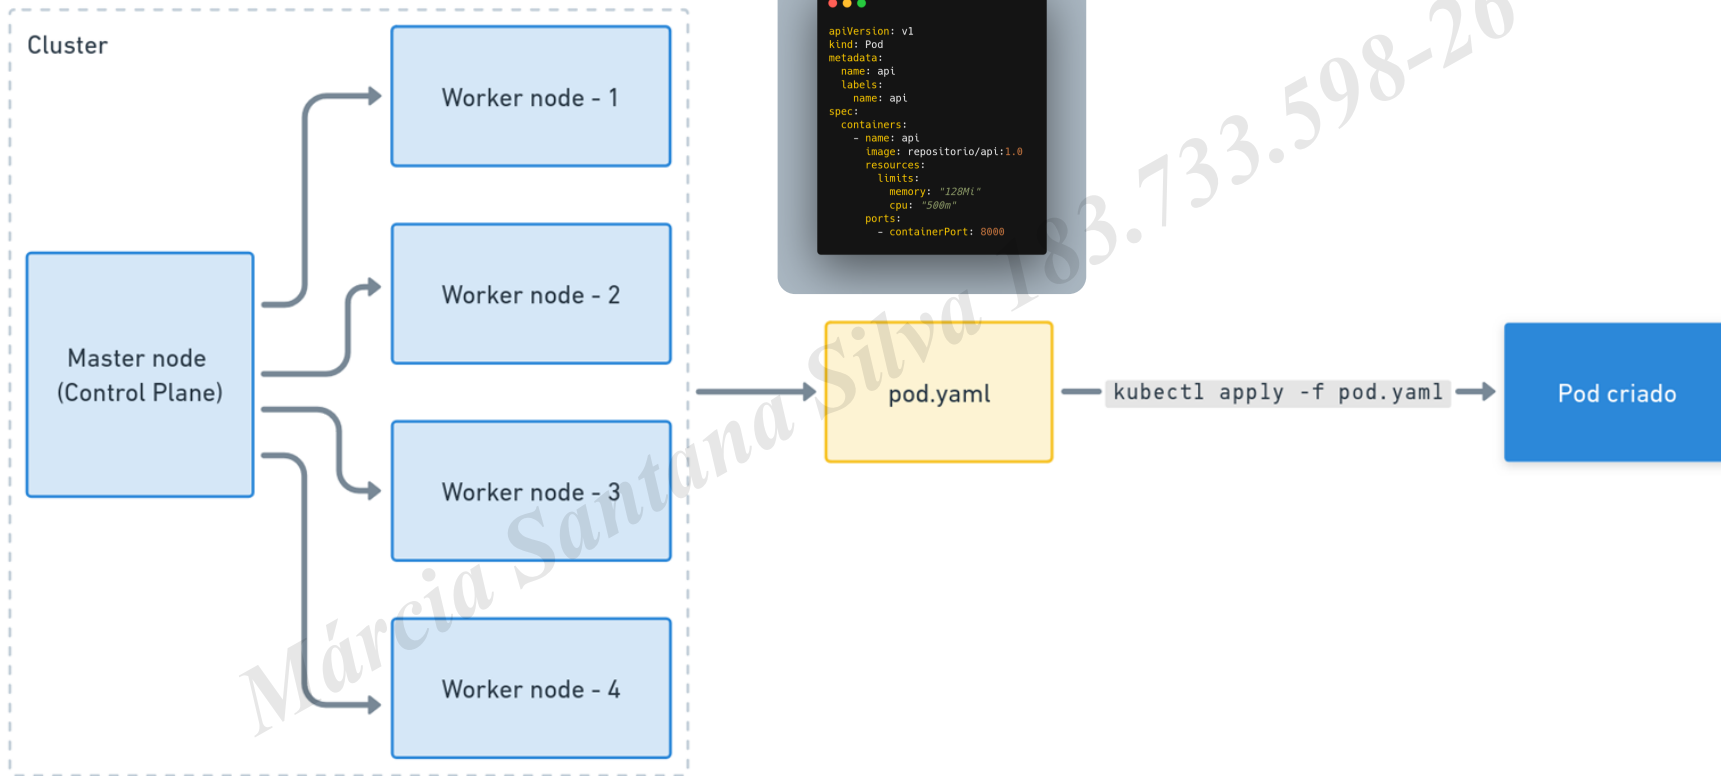 Cluster
Master node
(Control Plane)
Worker node - 1
Worker node - 2
Worker node - 3
Worker node - 4
apiVersion: v1
kind: Pod
metadata:
  name: api
  labels:
    name: api
spec:
  containers:
    - name: api
      image: repositorio/api:1.0
      resources:
        limits:
          memory: "128Mi"
          cpu: "500m"
      ports:
        - containerPort: 8000
pod.yaml
kubectl apply -f pod.yaml
Pod criado
Márcia Santana Silva 183.733.598-26